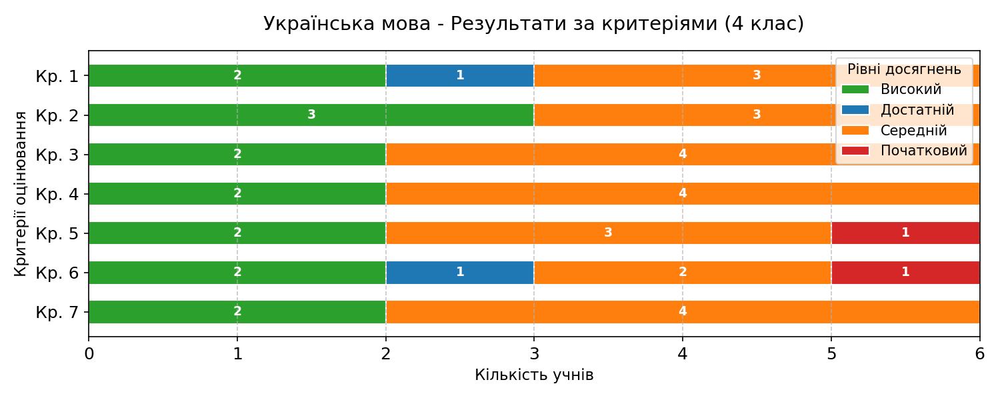 Українська мова - Результати за критеріями (4 клас)
Критерії оцінювання
Рівні досягнень
Високий
Достатній
Середній
Початковий
Кр. 1 2 1 3
Кр. 2 3 3
Кр. 3 2 4
Кр. 4 2 4
Кр. 5 2 3 1
Кр. 6 2 1 2 1
Кр. 7 2 4
0 1 2 3 4 5 6
Кількість учнів